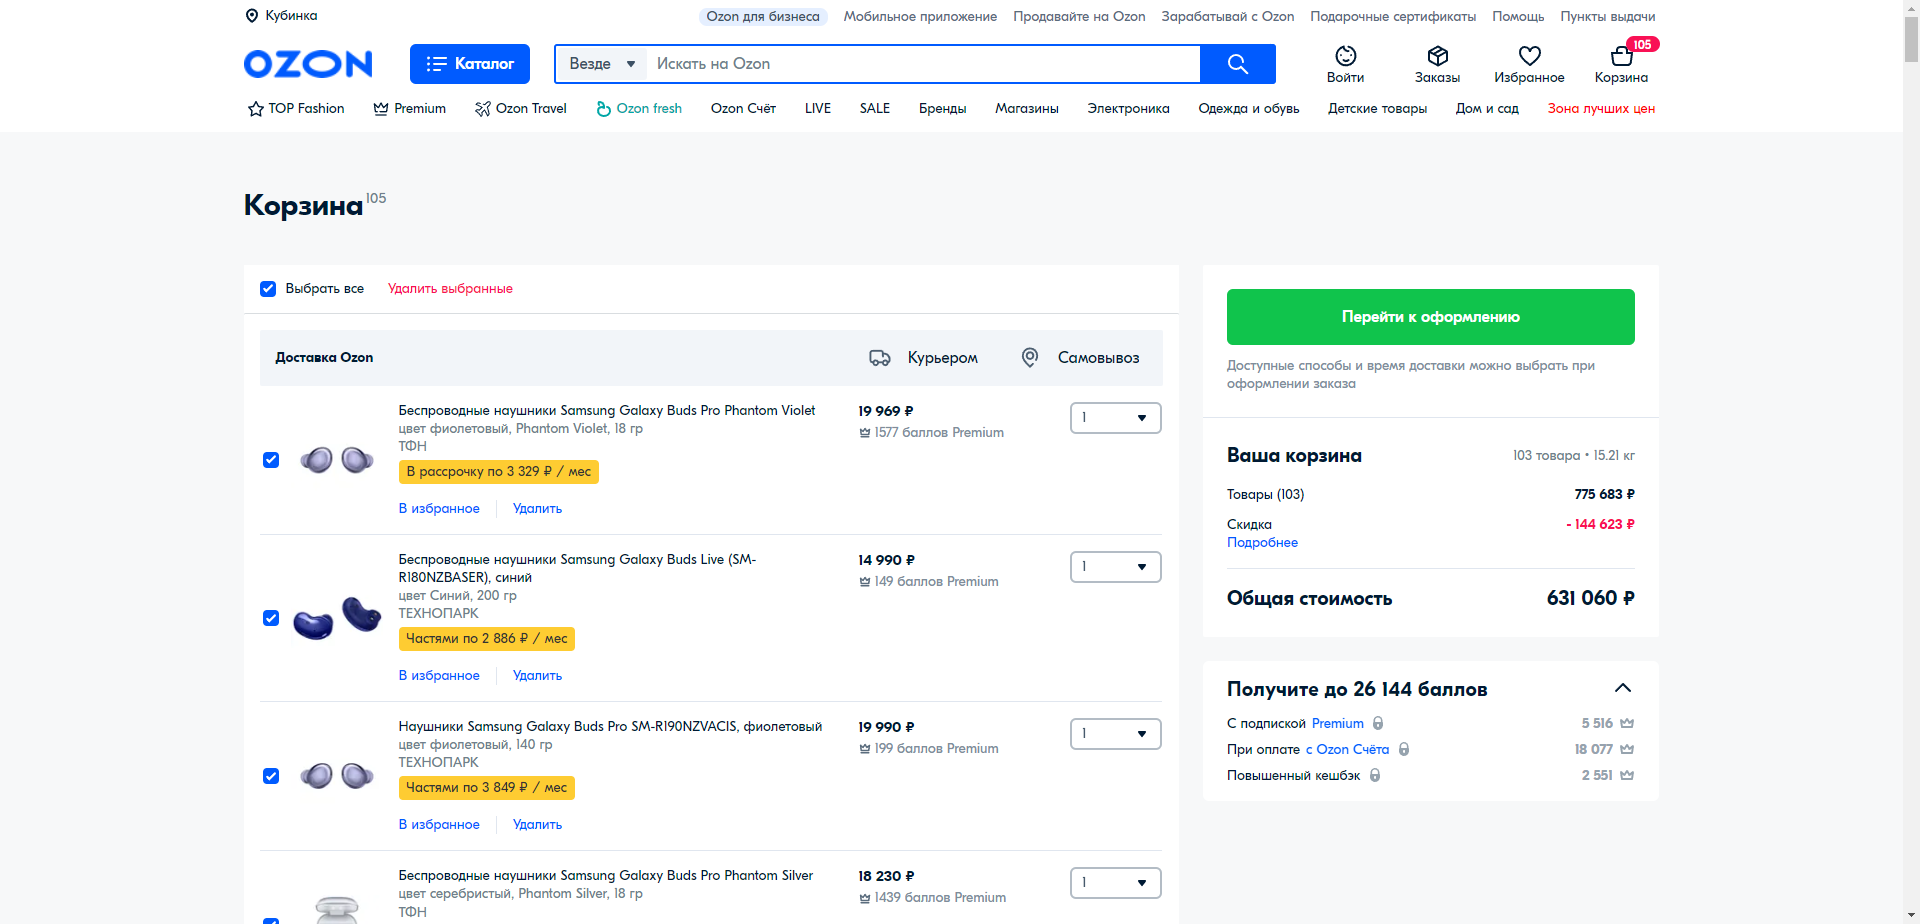 Кубинка
Ozon для бизнеса Мобильное приложение Продавайте на Ozon Зарабатывай с Ozon Подарочные сертификаты Помощь Пункты выдачи
OZON
Каталог
Везде
Искать на Ozon
Войти
Заказы
Избранное
105
Корзина
TOP Fashion Premium Ozon Travel Ozon fresh Ozon Счёт LIVE SALE Бренды Магазины Электроника Одежда и обувь Детские товары Дом и сад Зона лучших цен
Корзина 105
Выбрать все Удалить выбранные
Доставка Ozon Курьером Самовывоз
Беспроводные наушники Samsung Galaxy Buds Pro Phantom Violet
цвет фиолетовый, Phantom Violet, 18 гр
ТФН
В рассрочку по 3 329 ₽ / мес
В избранное Удалить
19 969 ₽
1577 баллов Premium
1
Беспроводные наушники Samsung Galaxy Buds Live (SM-
R180NZBASER), синий
цвет Синий, 200 гр
ТЕХНОПАРК
Частями по 2 886 ₽ / мес
В избранное Удалить
14 990 ₽
149 баллов Premium
1
Наушники Samsung Galaxy Buds Pro SM-R190NZVACIS, фиолетовый
цвет фиолетовый, 140 гр
ТЕХНОПАРК
Частями по 3 849 ₽ / мес
В избранное Удалить
19 990 ₽
199 баллов Premium
1
Беспроводные наушники Samsung Galaxy Buds Pro Phantom Silver
цвет серебристый, Phantom Silver, 18 гр
ТФН
18 230 ₽
1439 баллов Premium
1
Перейти к оформлению
Доступные способы и время доставки можно выбрать при
оформлении заказа
Ваша корзина 103 товара • 15.21 кг
Товары (103) 775 683 ₽
Скидка - 144 623 ₽
Подробнее
Общая стоимость 631 060 ₽
Получите до 26 144 баллов
С подпиской Premium 5 516
При оплате с Ozon Счёта 18 077
Повышенный кешбэк 2 551